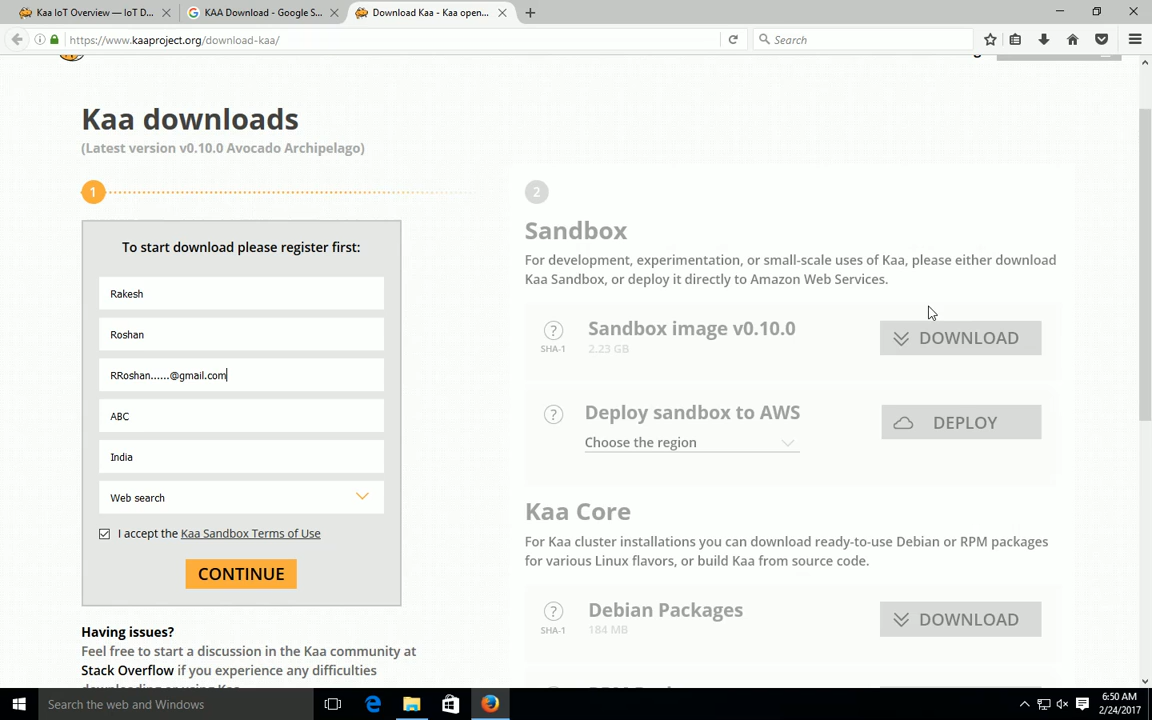 Kaa IoT Overview — IoT D...
KAA Download - Google S...
Download Kaa - Kaa open...
https://www.kaaproject.org/download-kaa/
Search
Kaa downloads
(Latest version v0.10.0 Avocado Archipelago)
1
2
To start download please register first:
Rakesh
Roshan
RRoshan......@gmail.com
ABC
India
Web search
I accept the Kaa Sandbox Terms of Use
CONTINUE
Having issues?
Feel free to start a discussion in the Kaa community at
Stack Overflow if you experience any difficulties
downloading or using Kaa
Sandbox
For development, experimentation, or small-scale uses of Kaa, please either download
Kaa Sandbox, or deploy it directly to Amazon Web Services.
?
SHA-1
Sandbox image v0.10.0
2.23 GB
DOWNLOAD
?
Deploy sandbox to AWS
Choose the region
DEPLOY
Kaa Core
For Kaa cluster installations you can download ready-to-use Debian or RPM packages
for various Linux flavors, or build Kaa from source code.
?
SHA-1
Debian Packages
184 MB
DOWNLOAD
Search the web and Windows
6:50 AM
2/24/2017